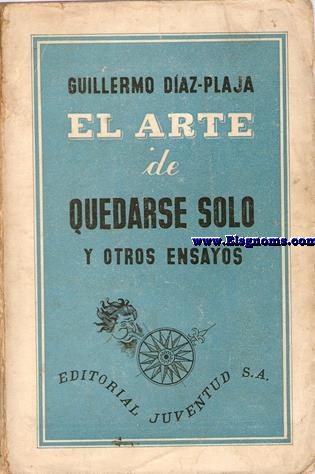 GUILLERMO DÍAZ-PLAJA
EL ARTE
de
QUEDARSE SOLO
www.Elsgnoms.com
Y OTROS ENSAYOS
EDITORIAL JUVENTUD S.A.